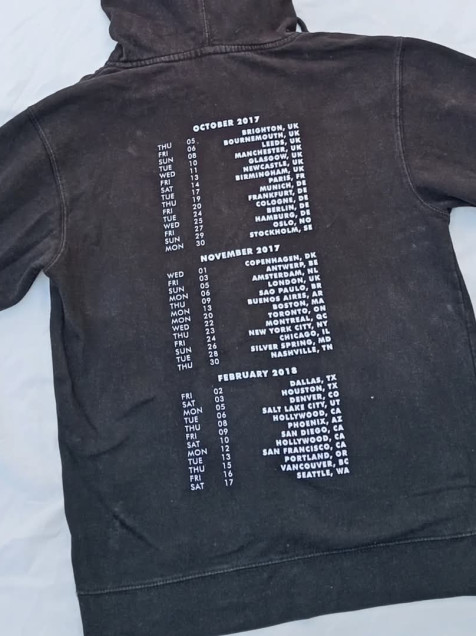 OCTOBER 2017
THU 05 BRIGHTON, UK
FRI 06 BOURNEMOUTH, UK
SUN 08 LEEDS, UK
TUE 10 MANCHESTER, UK
WED 11 GLASGOW, UK
FRI 13 NEWCASTLE, UK
SAT 14 BIRMINGHAM, UK
TUE 17 PARIS, FR
THU 19 MUNICH, DE
FRI 20 FRANKFURT, DE
TUE 24 COLOGNE, DE
WED 25 BERLIN, DE
FRI 27 HAMBURG, DE
SUN 29 OSLO, NO
MON 30 STOCKHOLM, SE
NOVEMBER 2017
WED 01 COPENHAGEN, DK
FRI 03 ANTWERP, BE
SUN 05 AMSTERDAM, NL
MON 06 LONDON, UK
THU 09 SAO PAULO, BR
MON 13 BUENOS AIRES, AR
MON 20 BOSTON, MA
WED 22 TORONTO, ON
THU 23 MONTREAL, QC
FRI 24 NEW YORK CITY, NY
SUN 26 CHICAGO, IL
TUE 28 SILVER SPRING, MD
THU 30 NASHVILLE, TN
FEBRUARY 2018
FRI 02 DALLAS, TX
SAT 03 HOUSTON, TX
MON 05 DENVER, CO
TUE 06 SALT LAKE CITY, UT
THU 08 HOLLYWOOD, CA
FRI 09 PHOENIX, AZ
SAT 10 SAN DIEGO, CA
MON 12 HOLLYWOOD, CA
TUE 13 SAN FRANCISCO, CA
THU 15 PORTLAND, OR
FRI 16 VANCOUVER, BC
SAT 17 SEATTLE, WA